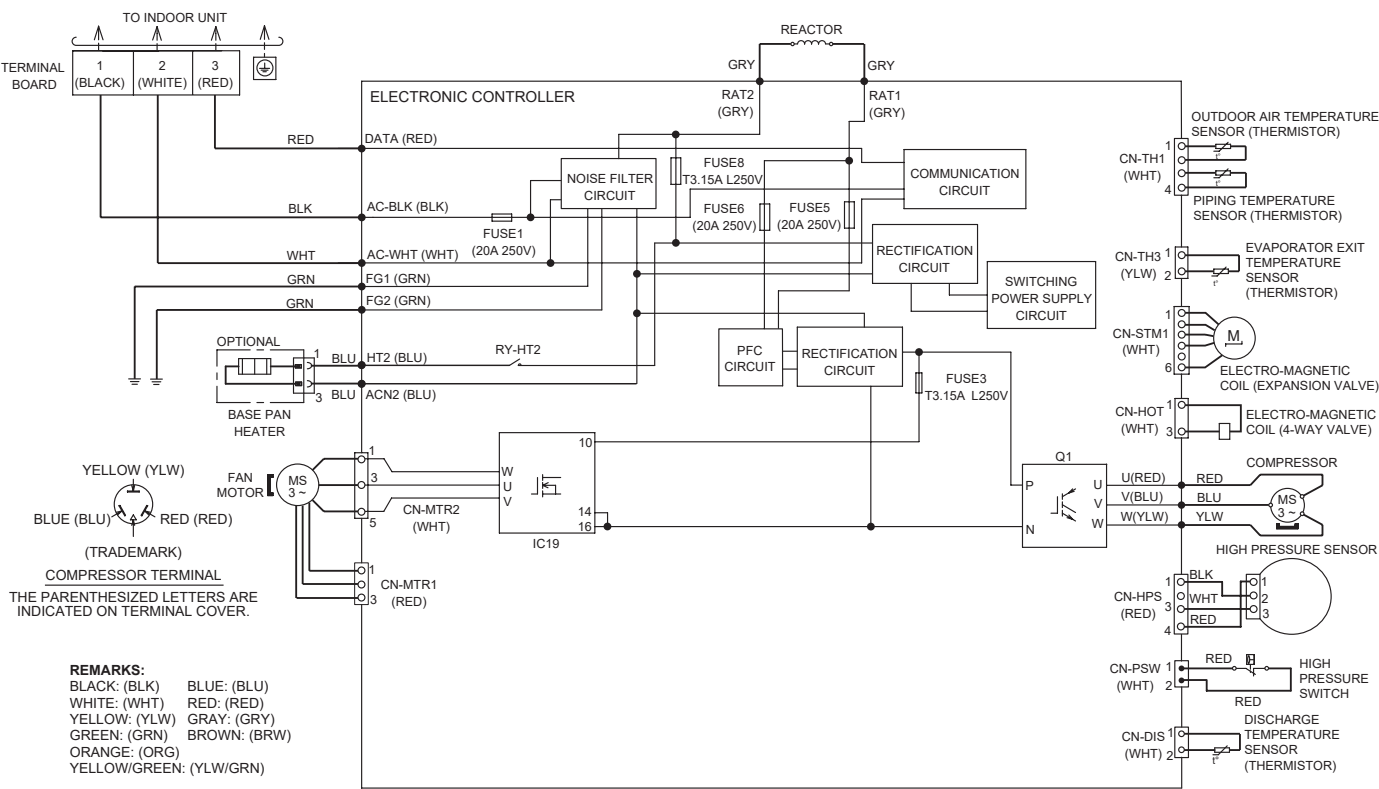 TO INDOOR UNIT
TERMINAL
BOARD
1
(BLACK)
2
(WHITE)
3
(RED)
REACTOR
GRY
GRY
RAT2
(GRY)
RAT1
(GRY)
ELECTRONIC CONTROLLER
RED
DATA (RED)
BLK
AC-BLK (BLK)
FUSE1
(20A 250V)
WHT
AC-WHT (WHT)
GRN
FG1 (GRN)
GRN
FG2 (GRN)
NOISE FILTER
CIRCUIT
FUSE8
T3.15A L250V
FUSE6
(20A 250V)
FUSE5
(20A 250V)
COMMUNICATION
CIRCUIT
RECTIFICATION
CIRCUIT
SWITCHING
POWER SUPPLY
CIRCUIT
PFC
CIRCUIT
RECTIFICATION
CIRCUIT
FUSE3
T3.15A L250V
OPTIONAL
1
3
BASE PAN
HEATER
BLU
HT2 (BLU)
RY-HT2
BLU
ACN2 (BLU)
FAN
MOTOR
MS
3 ~
1
3
5
CN-MTR2
(WHT)
1
3
CN-MTR1
(RED)
W
U
V
10
14
16
IC19
Q1
P
N
U
V
W
U(RED)
V(BLU)
W(YLW)
RED
BLU
YLW
COMPRESSOR
MS
3 ~
OUTDOOR AIR TEMPERATURE
SENSOR (THERMISTOR)
CN-TH1
(WHT)
1
4
t°
t°
PIPING TEMPERATURE
SENSOR (THERMISTOR)
CN-TH3
(YLW)
1
2
t°
EVAPORATOR EXIT
TEMPERATURE
SENSOR
(THERMISTOR)
CN-STM1
(WHT)
1
6
M
ELECTRO-MAGNETIC
COIL (EXPANSION VALVE)
CN-HOT
(WHT)
1
3
ELECTRO-MAGNETIC
COIL (4-WAY VALVE)
HIGH PRESSURE SENSOR
CN-HPS
(RED)
1
3
4
BLK
WHT
RED
1
2
3
CN-PSW
(WHT)
1
2
RED
RED
HIGH
PRESSURE
SWITCH
CN-DIS
(WHT)
1
2
t°
DISCHARGE
TEMPERATURE
SENSOR
(THERMISTOR)
YELLOW (YLW)
BLUE (BLU)
RED (RED)
(TRADEMARK)
COMPRESSOR TERMINAL
THE PARENTHESIZED LETTERS ARE
INDICATED ON TERMINAL COVER.
REMARKS:
BLACK: (BLK) BLUE: (BLU)
WHITE: (WHT) RED: (RED)
YELLOW: (YLW) GRAY: (GRY)
GREEN: (GRN) BROWN: (BRW)
ORANGE: (ORG)
YELLOW/GREEN: (YLW/GRN)